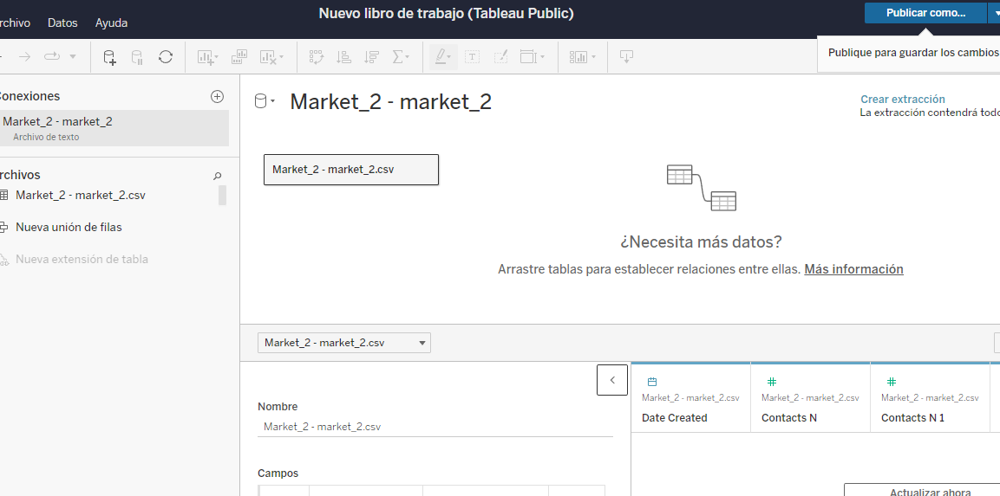 Nuevo libro de trabajo (Tableau Public)
Publicar como...
rchivo Datos Ayuda
Publique para guardar los cambios
onexiones
Market_2 - market_2
Archivo de texto
rchivos
Market_2 - market_2.csv
Nueva unión de filas
Nueva extensión de tabla
Market_2 - market_2
Crear extracción
La extracción contendrá todo
Market_2 - market_2.csv
¿Necesita más datos?
Arrastre tablas para establecer relaciones entre ellas. Más información
Market_2 - market_2.csv
Nombre
Market_2 - market_2.csv
Campos
Market_2 - market_2.csv
Date Created
Market_2 - market_2.csv
Contacts N
Market_2 - market_2.csv
Contacts N 1
Actualizar ahora